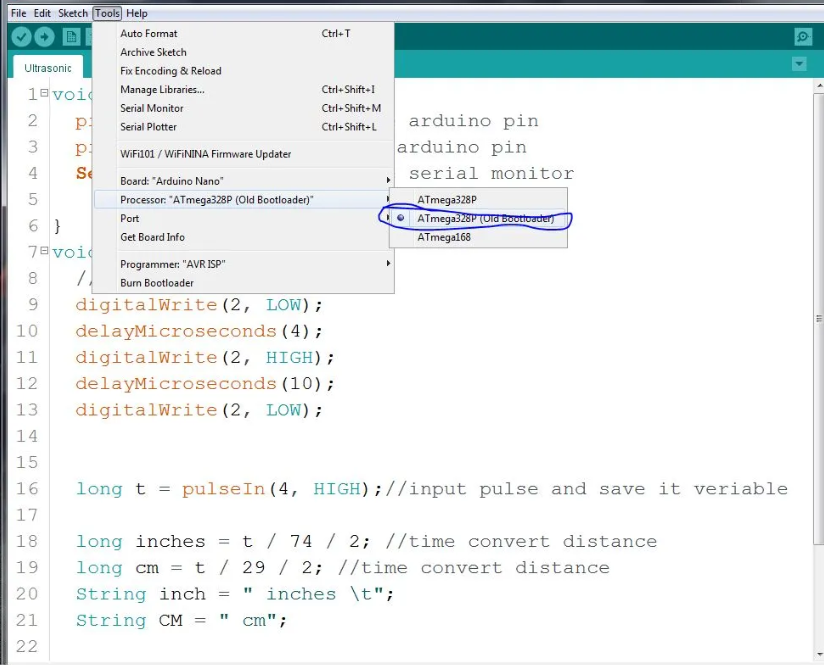 File Edit Sketch Tools Help
Auto Format Ctrl+T
Archive Sketch
Fix Encoding & Reload
Manage Libraries... Ctrl+Shift+I
Serial Monitor Ctrl+Shift+M
Serial Plotter Ctrl+Shift+L
WiFi101 / WiFiNINA Firmware Updater
Board: "Arduino Nano"
Processor: "ATmega328P (Old Bootloader)"
Port
Get Board Info
Programmer: "AVR ISP"
Burn Bootloader
ATmega328P
ATmega328P (Old Bootloader)
ATmega168
Ultrasonic
1 void
2 arduino pin
3 arduino pin
4 serial monitor
5
6 }
7 void
8 //
9 digitalWrite(2, LOW);
10 delayMicroseconds(4);
11 digitalWrite(2, HIGH);
12 delayMicroseconds(10);
13 digitalWrite(2, LOW);
14
15
16 long t = pulseIn(4, HIGH);//input pulse and save it veriable
17
18 long inches = t / 74 / 2; //time convert distance
19 long cm = t / 29 / 2; //time convert distance
20 String inch = " inches \t";
21 String CM = " cm";
22